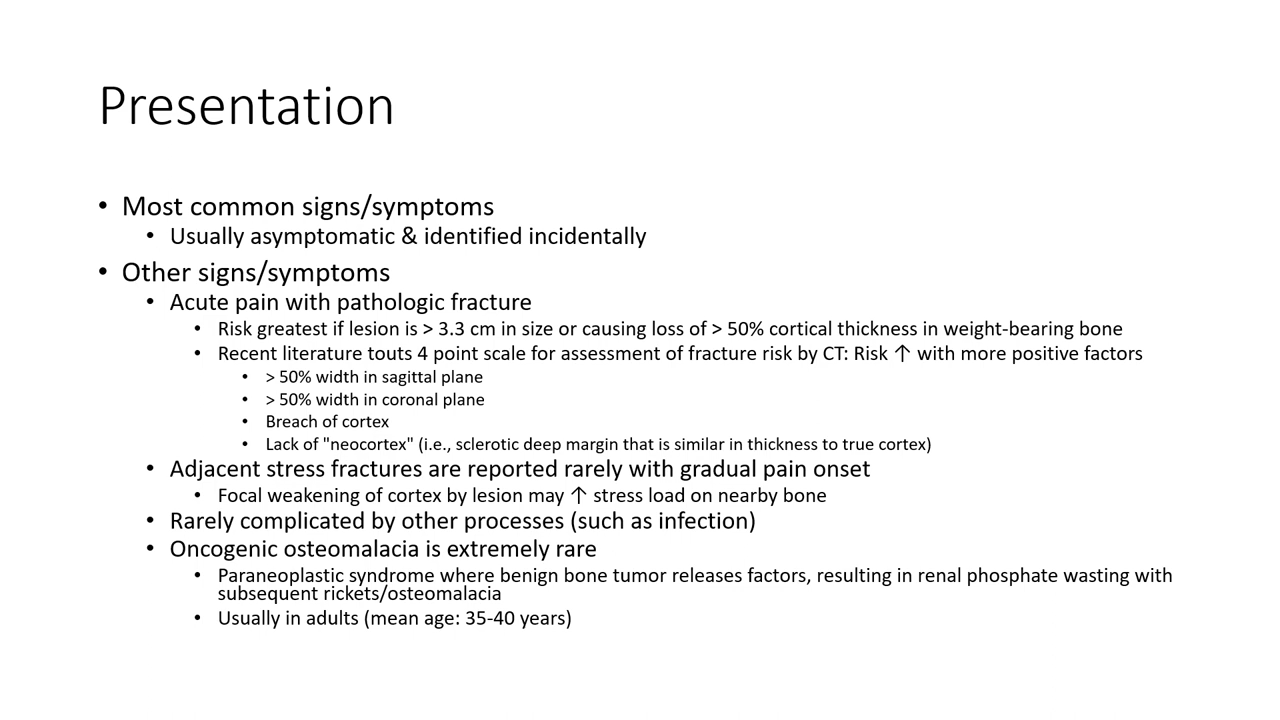 Presentation
• Most common signs/symptoms
• Usually asymptomatic & identified incidentally
• Other signs/symptoms
• Acute pain with pathologic fracture
• Risk greatest if lesion is > 3.3 cm in size or causing loss of > 50% cortical thickness in weight-bearing bone
• Recent literature touts 4 point scale for assessment of fracture risk by CT: Risk ↑ with more positive factors
• > 50% width in sagittal plane
• > 50% width in coronal plane
• Breach of cortex
• Lack of "neocortex" (i.e., sclerotic deep margin that is similar in thickness to true cortex)
• Adjacent stress fractures are reported rarely with gradual pain onset
• Focal weakening of cortex by lesion may ↑ stress load on nearby bone
• Rarely complicated by other processes (such as infection)
• Oncogenic osteomalacia is extremely rare
• Paraneoplastic syndrome where benign bone tumor releases factors, resulting in renal phosphate wasting with
subsequent rickets/osteomalacia
• Usually in adults (mean age: 35-40 years)